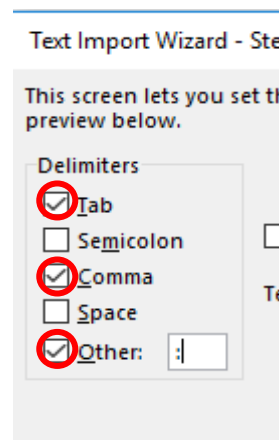 Text Import Wizard - Ste
This screen lets you set th
preview below.
Delimiters
Tab
Semicolon
Comma
Space
Other: :
Te